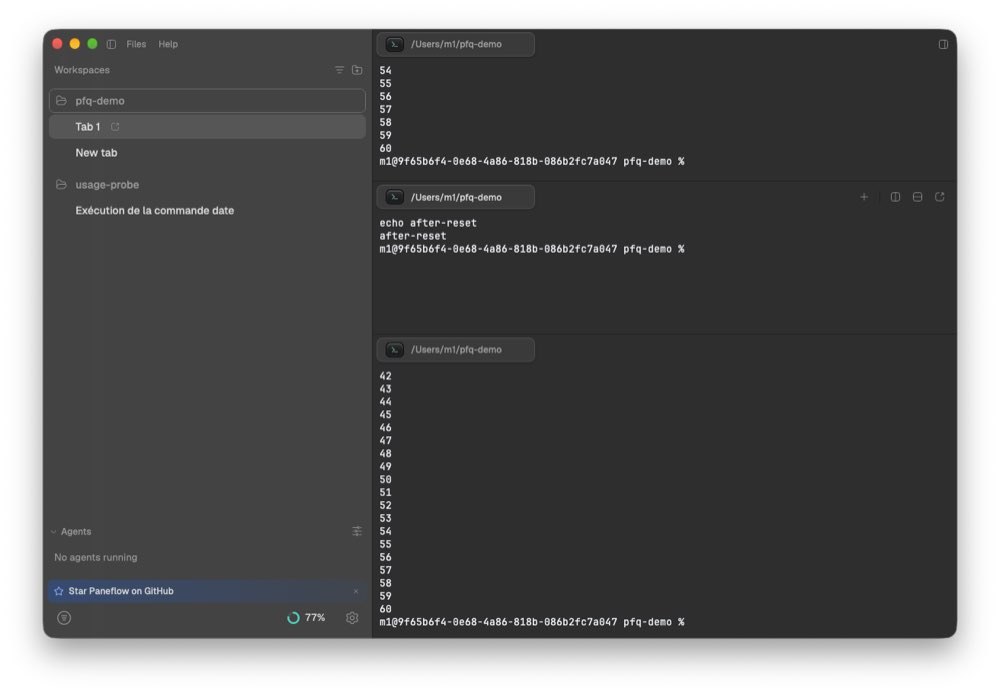 Files Help
Workspaces
pfq-demo
Tab 1
New tab
usage-probe
Exécution de la commande date
Agents
No agents running
Star Paneflow on GitHub
77%
/Users/m1/pfq-demo
54
55
56
57
58
59
60
m1@9f65b6f4-0e68-4a86-818b-086b2fc7a047 pfq-demo %
/Users/m1/pfq-demo
echo after-reset
after-reset
m1@9f65b6f4-0e68-4a86-818b-086b2fc7a047 pfq-demo %
/Users/m1/pfq-demo
42
43
44
45
46
47
48
49
50
51
52
53
54
55
56
57
58
59
60
m1@9f65b6f4-0e68-4a86-818b-086b2fc7a047 pfq-demo %